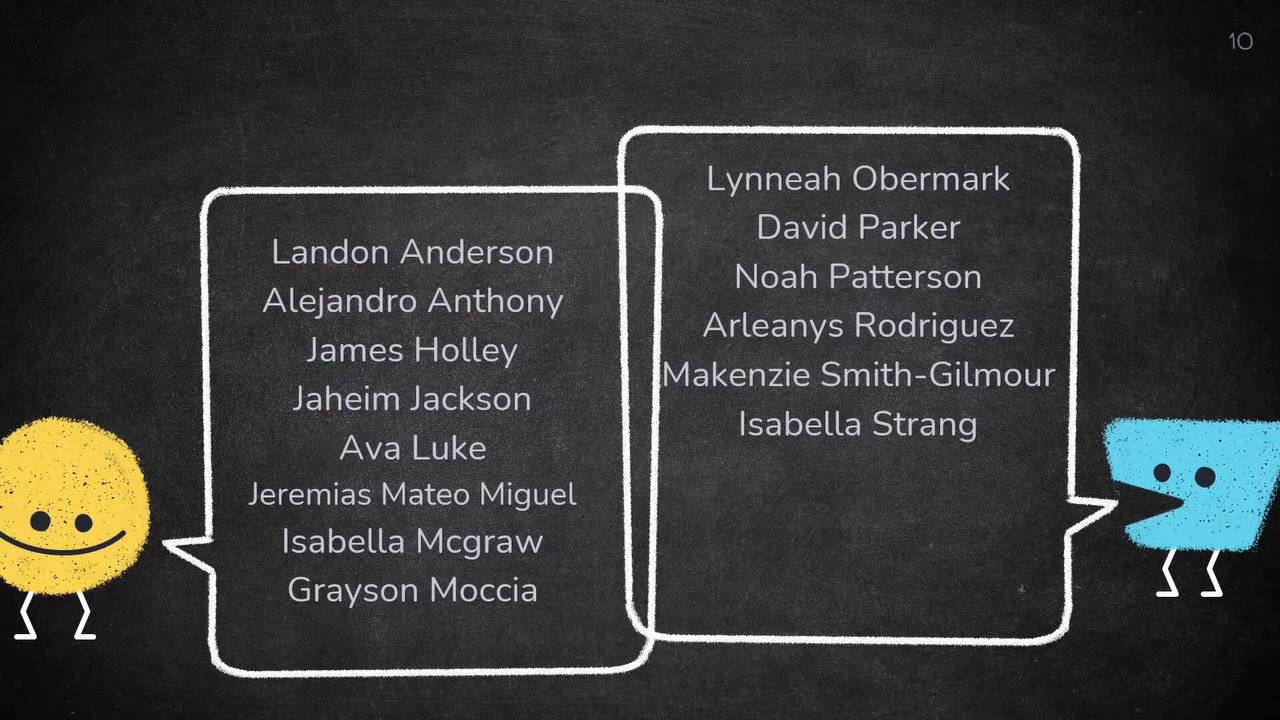 10
Landon Anderson
Alejandro Anthony
James Holley
Jaheim Jackson
Ava Luke
Jeremias Mateo Miguel
Isabella Mcgraw
Grayson Moccia
Lynneah Obermark
David Parker
Noah Patterson
Arleanys Rodriguez
Makenzie Smith-Gilmour
Isabella Strang